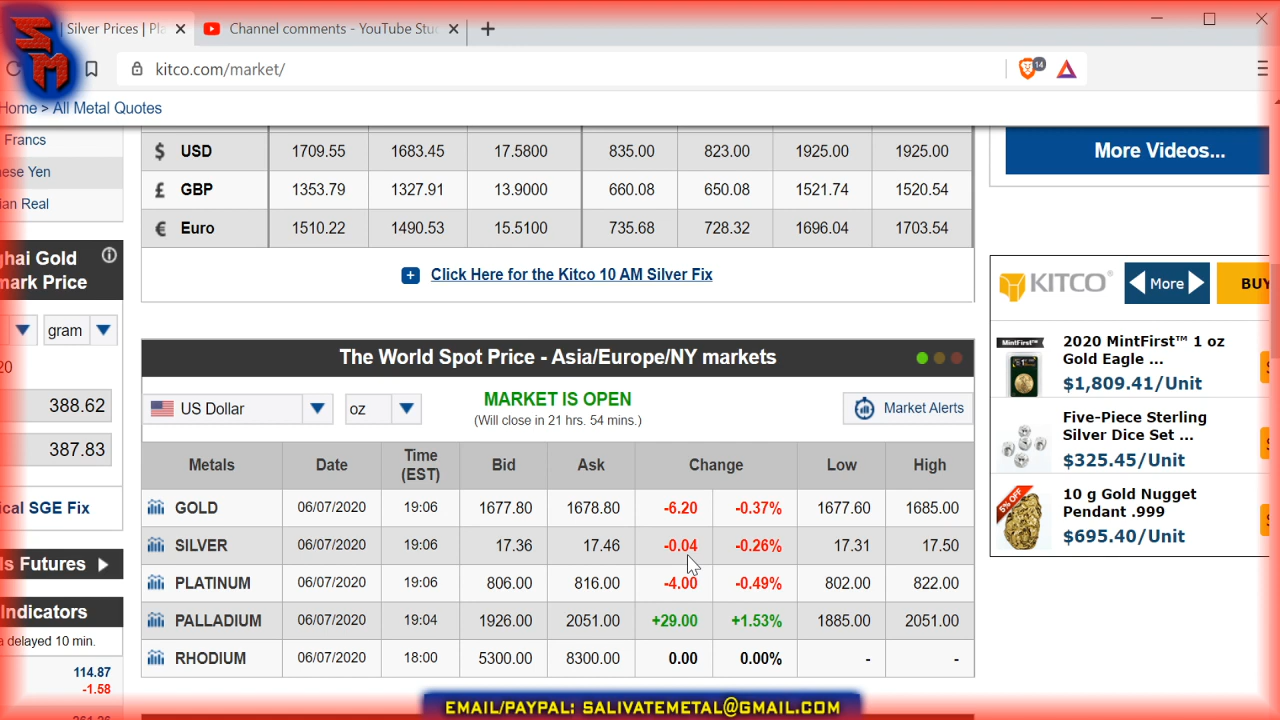 SM
| Silver Prices | Pla
Channel comments - YouTube Stu
kitco.com/market/
14
Home > All Metal Quotes
Francs
ese Yen
ian Real
$ USD 1709.55 1683.45 17.5800 835.00 823.00 1925.00 1925.00
£ GBP 1353.79 1327.91 13.9000 660.08 650.08 1521.74 1520.54
€ Euro 1510.22 1490.53 15.5100 735.68 728.32 1696.04 1703.54
Click Here for the Kitco 10 AM Silver Fix
More Videos...
hai Gold
mark Price
gram
20
388.62
387.83
ical SGE Fix
s Futures
Indicators
a delayed 10 min.
114.87
-1.58
The World Spot Price - Asia/Europe/NY markets
US Dollar
oz
MARKET IS OPEN
(Will close in 21 hrs. 54 mins.)
Market Alerts
Metals Date Time (EST) Bid Ask Change Low High
GOLD 06/07/2020 19:06 1677.80 1678.80 -6.20 -0.37% 1677.60 1685.00
SILVER 06/07/2020 19:06 17.36 17.46 -0.04 -0.26% 17.31 17.50
PLATINUM 06/07/2020 19:06 806.00 816.00 -4.00 -0.49% 802.00 822.00
PALLADIUM 06/07/2020 19:04 1926.00 2051.00 +29.00 +1.53% 1885.00 2051.00
RHODIUM 06/07/2020 18:00 5300.00 8300.00 0.00 0.00% - -
KITCO®
More
BUY
MintFirst™
2020 MintFirst™ 1 oz
Gold Eagle ...
$1,809.41/Unit
Five-Piece Sterling
Silver Dice Set ...
$325.45/Unit
5% OFF
10 g Gold Nugget
Pendant .999
$695.40/Unit
EMAIL/PAYPAL: SALIVATEMETAL@GMAIL.COM